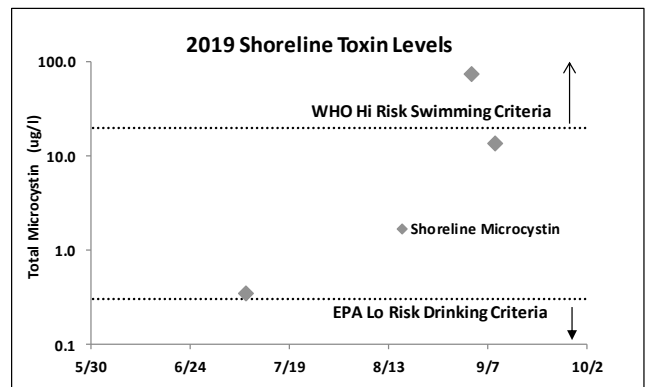 2019 Shoreline Toxin Levels
Total Microcystin (ug/l)
100.0
WHO Hi Risk Swimming Criteria
10.0
Shoreline Microcystin
1.0
EPA Lo Risk Drinking Criteria
0.1
5/30 6/24 7/19 8/13 9/7 10/2